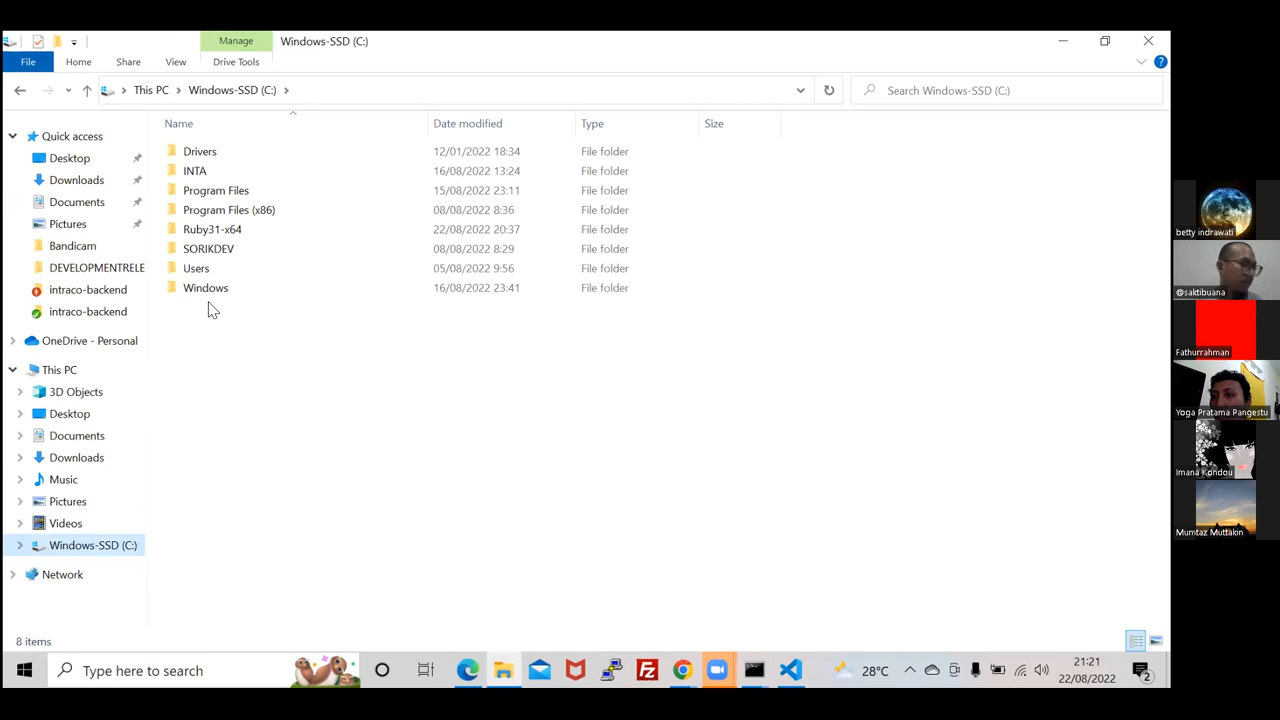 Manage
Windows-SSD (C:)
File
Home
Share
View
Drive Tools
This PC
Windows-SSD (C:)
Search Windows-SSD (C:)
Name
Date modified
Type
Size
Quick access
Desktop
Downloads
Documents
Pictures
Bandicam
DEVELOPMENTRELE
intraco-backend
intraco-backend
OneDrive - Personal
This PC
3D Objects
Desktop
Documents
Downloads
Music
Pictures
Videos
Windows-SSD (C:)
Network
Drivers 12/01/2022 18:34 File folder
INTA 16/08/2022 13:24 File folder
Program Files 15/08/2022 23:11 File folder
Program Files (x86) 08/08/2022 8:36 File folder
Ruby31-x64 22/08/2022 20:37 File folder
SORIKDEV 08/08/2022 8:29 File folder
Users 05/08/2022 9:56 File folder
Windows 16/08/2022 23:41 File folder
betty indrawati
@saktibuana
Fathurrahman
Yoga Pratama Pangestu
Imana Kondou
Mumtaz Muttakin
8 items
Type here to search
28°C
21:21
22/08/2022
2